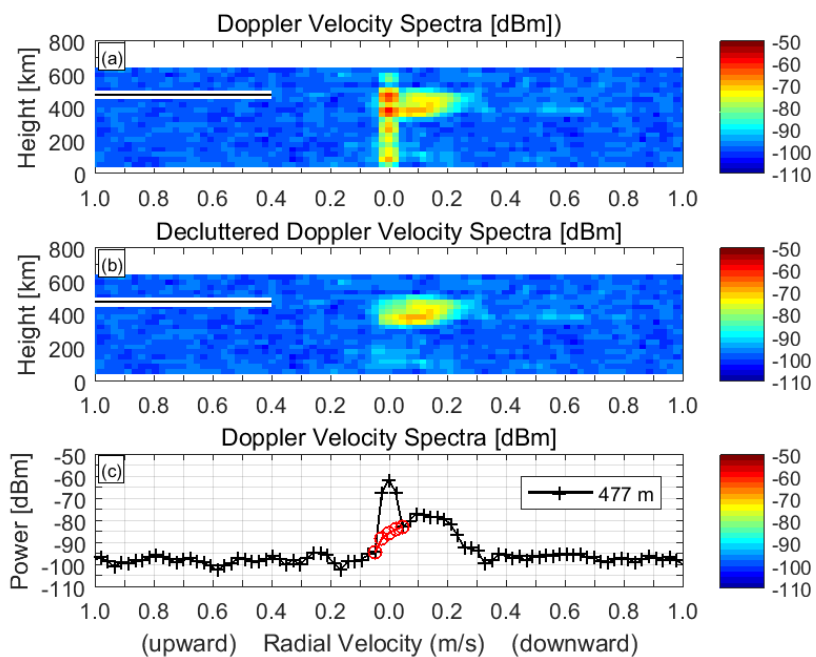 Doppler Velocity Spectra [dBm])
(a)
Height [km]
800
600
400
200
0
1.0 0.8 0.6 0.4 0.2 0.0 0.2 0.4 0.6 0.8 1.0
-50
-60
-70
-80
-90
-100
-110
Decluttered Doppler Velocity Spectra [dBm]
(b)
Height [km]
800
600
400
200
0
1.0 0.8 0.6 0.4 0.2 0.0 0.2 0.4 0.6 0.8 1.0
-50
-60
-70
-80
-90
-100
-110
Doppler Velocity Spectra [dBm]
(c)
Power [dBm]
-50
-60
-70
-80
-90
-100
-110
477 m
1.0 0.8 0.6 0.4 0.2 0.0 0.2 0.4 0.6 0.8 1.0
-50
-60
-70
-80
-90
-100
-110
(upward) Radial Velocity (m/s) (downward)